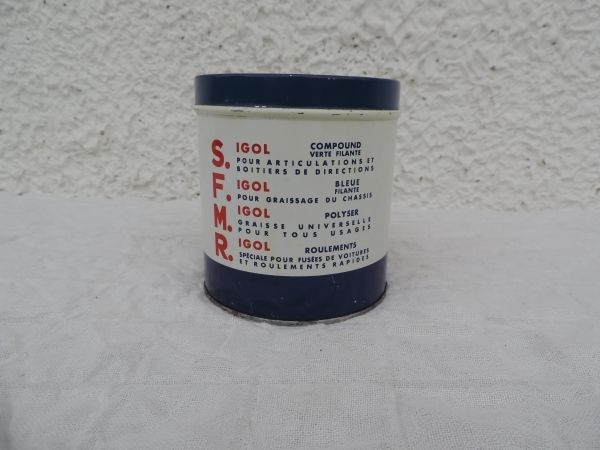 S. IGOL COMPOUND
VERTE FILANTE
POUR ARTICULATIONS ET
BOITIERS DE DIRECTIONS
F. IGOL BLEUE
FILANTE
POUR GRAISSAGE DU CHASSIS
M. IGOL POLYSER
GRAISSE UNIVERSELLE
POUR TOUS USAGES
R. IGOL ROULEMENTS
SPÉCIALE POUR FUSÉES DE VOITURES
ET ROULEMENTS RAPIDES